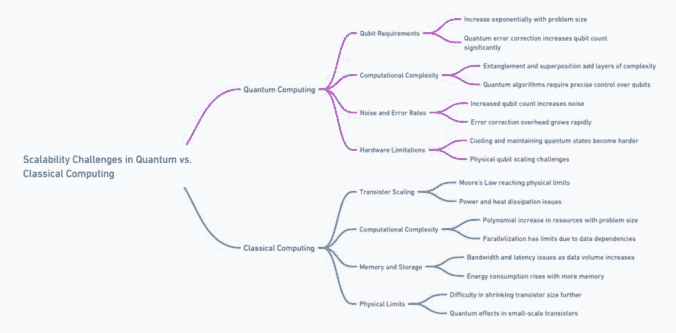 Scalability Challenges in Quantum vs.
Classical Computing
Quantum Computing
Qubit Requirements
Increase exponentially with problem size
Quantum error correction increases qubit count
significantly
Computational Complexity
Entanglement and superposition add layers of complexity
Quantum algorithms require precise control over qubits
Noise and Error Rates
Increased qubit count increases noise
Error correction overhead grows rapidly
Hardware Limitations
Cooling and maintaining quantum states become harder
Physical qubit scaling challenges
Classical Computing
Transistor Scaling
Moore's Law reaching physical limits
Power and heat dissipation issues
Computational Complexity
Polynomial increase in resources with problem size
Parallelization has limits due to data dependencies
Memory and Storage
Bandwidth and latency issues as data volume increases
Energy consumption rises with more memory
Physical Limits
Difficulty in shrinking transistor size further
Quantum effects in small-scale transistors